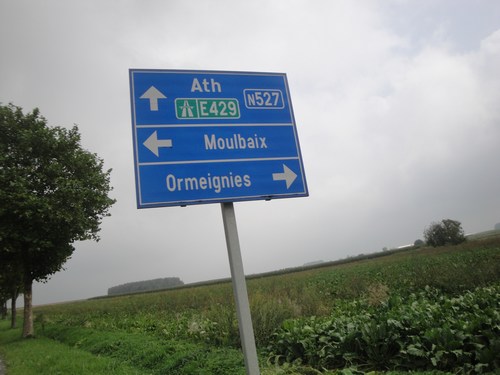 Ath
E429 N527
Moulbaix
Ormeignies